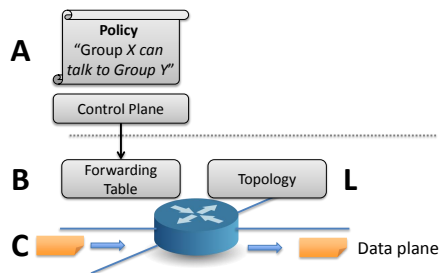 A
Policy
“Group X can
talk to Group Y”
Control Plane
B
Forwarding
Table
Topology
L
C
Data plane